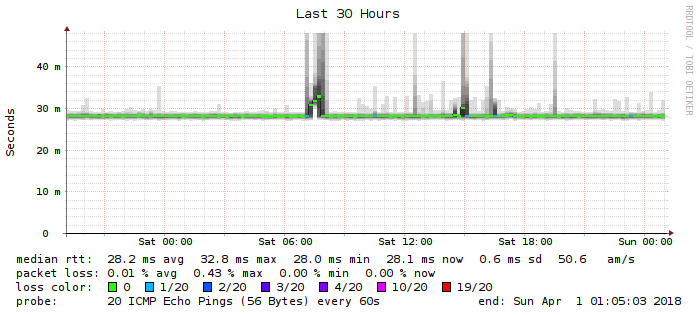 Last 30 Hours
RRDTOOL / TOBI OETIKER
Seconds
40 m
30 m
20 m
10 m
0
Sat 00:00 Sat 06:00 Sat 12:00 Sat 18:00 Sun 00:00
median rtt: 28.2 ms avg 32.8 ms max 28.0 ms min 28.1 ms now 0.6 ms sd 50.6 am/s
packet loss: 0.01 % avg 0.43 % max 0.00 % min 0.00 % now
loss color: 0 1/20 2/20 3/20 4/20 10/20 19/20
probe: 20 ICMP Echo Pings (56 Bytes) every 60s end: Sun Apr 1 01:05:03 2018